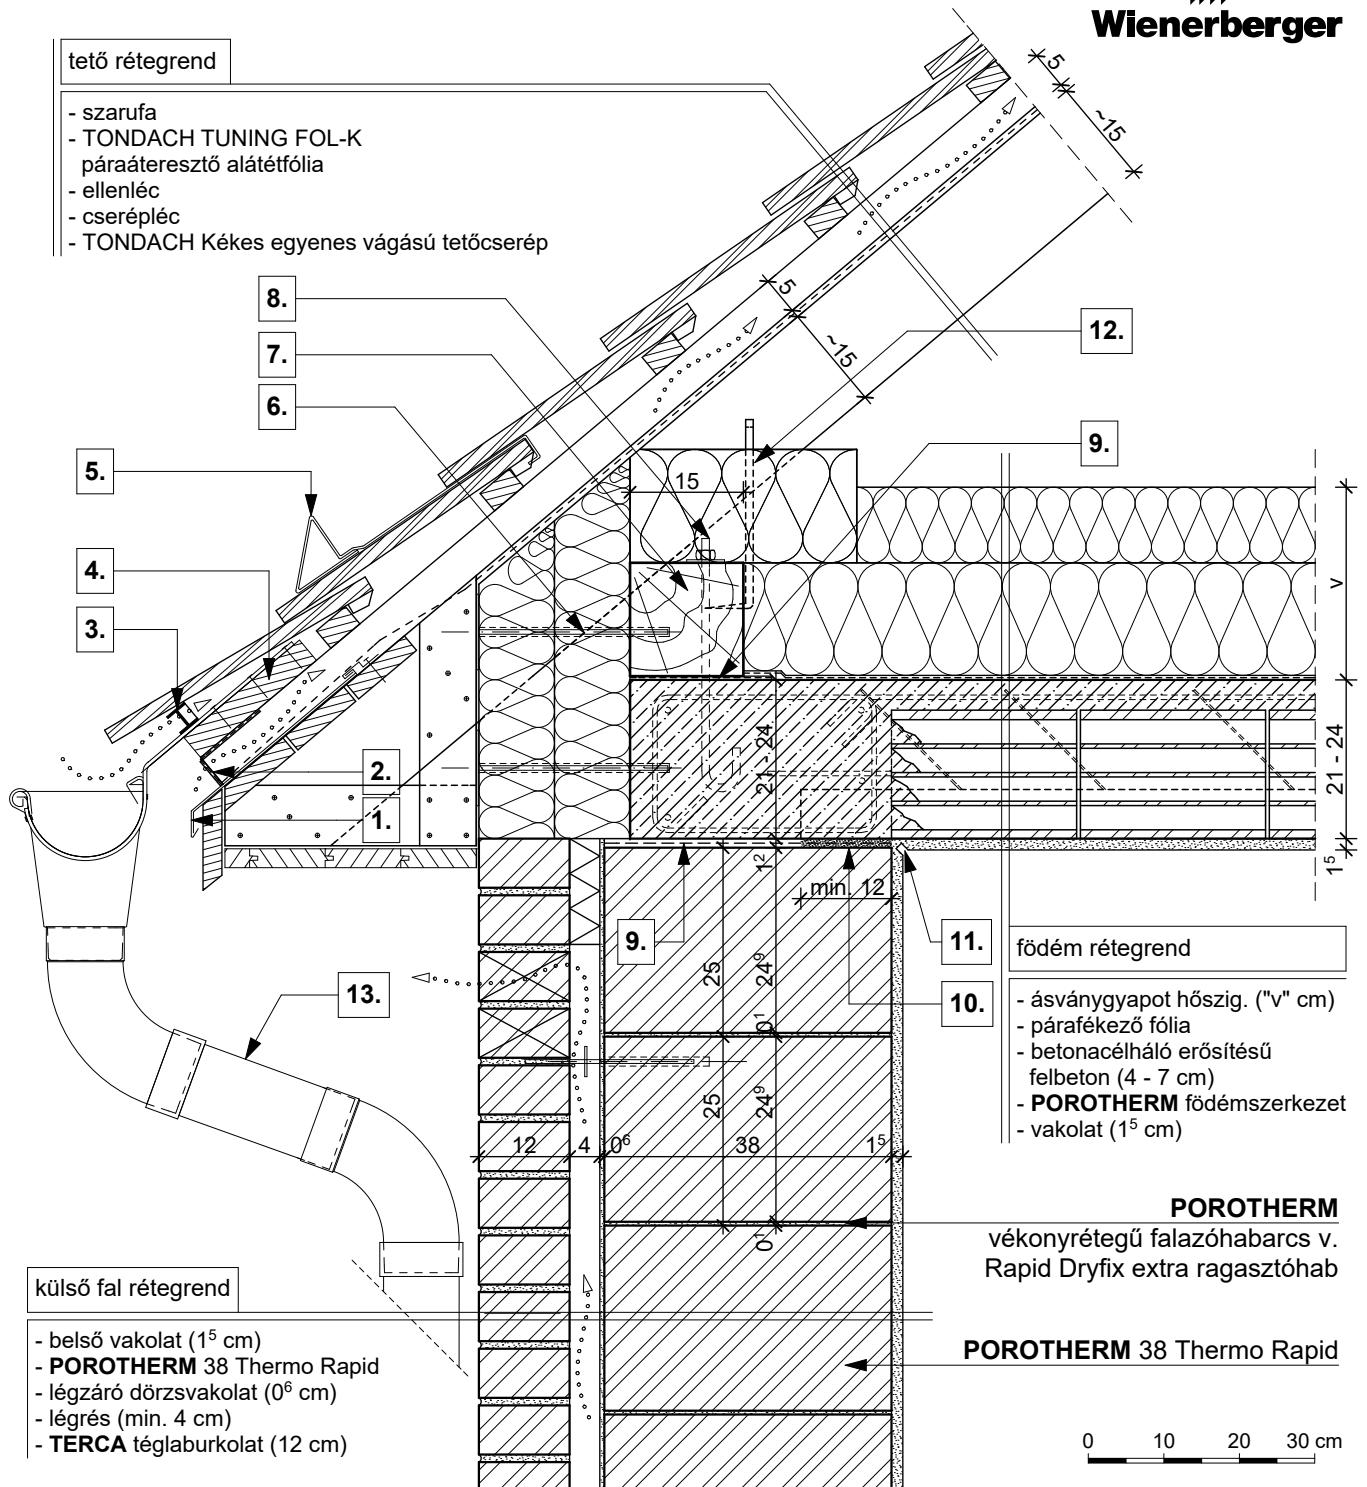 Wienerberger
tető rétegrend
- szarufa
- TONDACH TUNING FOL-K
páraáteresztő alátétfólia
- ellenléc
- cserépléc
- TONDACH Kékes egyenes vágású tetőcserép
5
~15
8.
7.
6.
5.
4.
3.
2.
1.
5
~15
12.
9.
15
v
21 - 24
21 - 24
1⁵
1²
min. 12
9.
11.
10.
13.
25
24⁹
0¹
25
24⁹
0¹
12
4
0⁶
38
1⁵
födém rétegrend
- ásványgyapot hőszig. ("v" cm)
- párafékező fólia
- betonacélháló erősítésű
felbeton (4 - 7 cm)
- POROTHERM födémszerkezet
- vakolat (1⁵ cm)
POROTHERM
vékonyrétegű falazóhabarcs v.
Rapid Dryfix extra ragasztóhab
POROTHERM 38 Thermo Rapid
külső fal rétegrend
- belső vakolat (1⁵ cm)
- POROTHERM 38 Thermo Rapid
- légzáró dörzsvakolat (0⁶ cm)
- légrés (min. 4 cm)
- TERCA téglaburkolat (12 cm)
0 10 20 30 cm